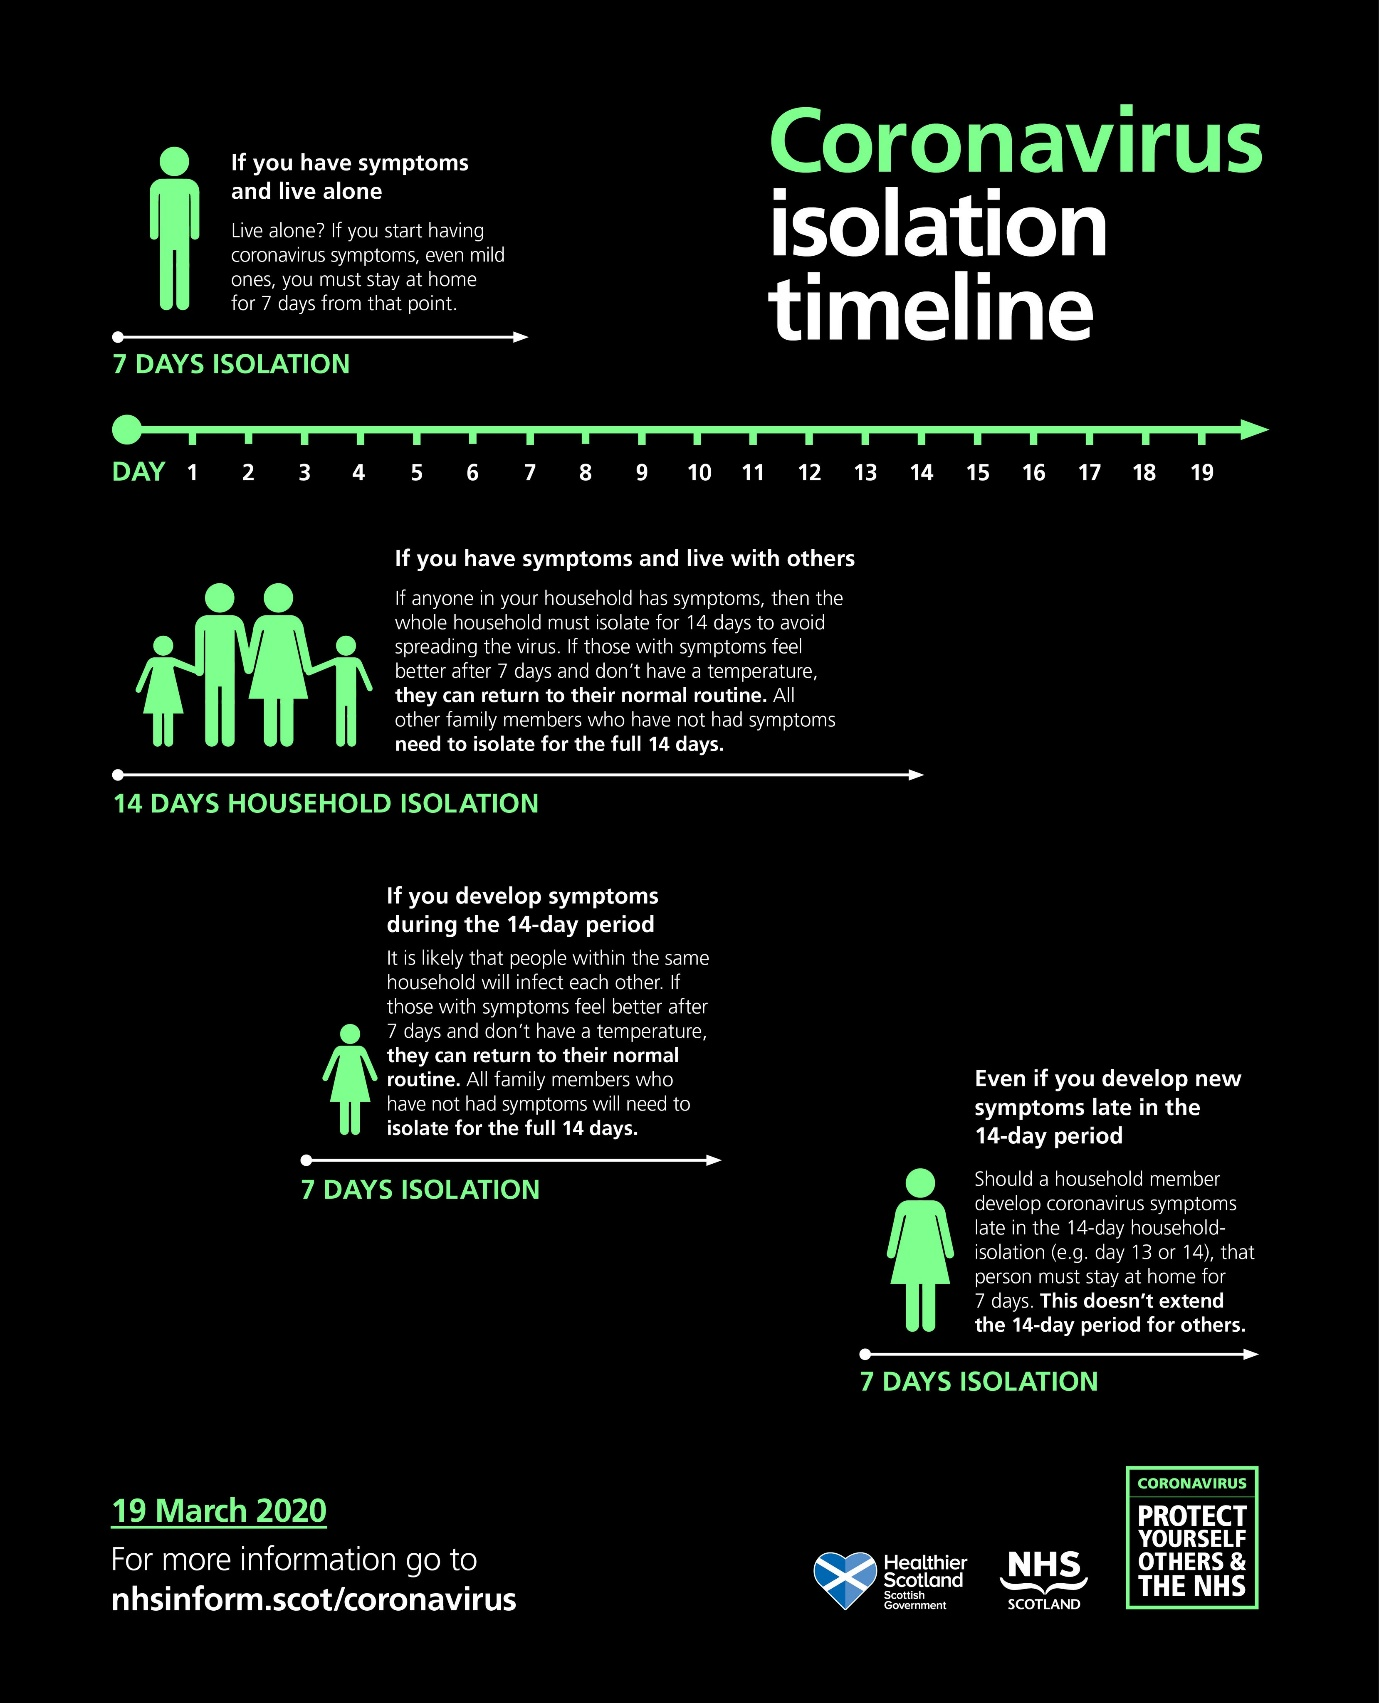 Coronavirus
isolation
timeline
If you have symptoms
and live alone
Live alone? If you start having
coronavirus symptoms, even mild
ones, you must stay at home
for 7 days from that point.
7 DAYS ISOLATION
DAY 1 2 3 4 5 6 7 8 9 10 11 12 13 14 15 16 17 18 19
If you have symptoms and live with others
If anyone in your household has symptoms, then the
whole household must isolate for 14 days to avoid
spreading the virus. If those with symptoms feel
better after 7 days and don’t have a temperature,
they can return to their normal routine. All
other family members who have not had symptoms
need to isolate for the full 14 days.
14 DAYS HOUSEHOLD ISOLATION
If you develop symptoms
during the 14-day period
It is likely that people within the same
household will infect each other. If
those with symptoms feel better after
7 days and don’t have a temperature,
they can return to their normal
routine. All family members who
have not had symptoms will need to
isolate for the full 14 days.
7 DAYS ISOLATION
Even if you develop new
symptoms late in the
14-day period
Should a household member
develop coronavirus symptoms
late in the 14-day household-
isolation (e.g. day 13 or 14), that
person must stay at home for
7 days. This doesn’t extend
the 14-day period for others.
7 DAYS ISOLATION
19 March 2020
For more information go to
nhsinform.scot/coronavirus
Healthier
Scotland
Scottish
Government
NHS
SCOTLAND
CORONAVIRUS
PROTECT
YOURSELF
OTHERS &
THE NHS